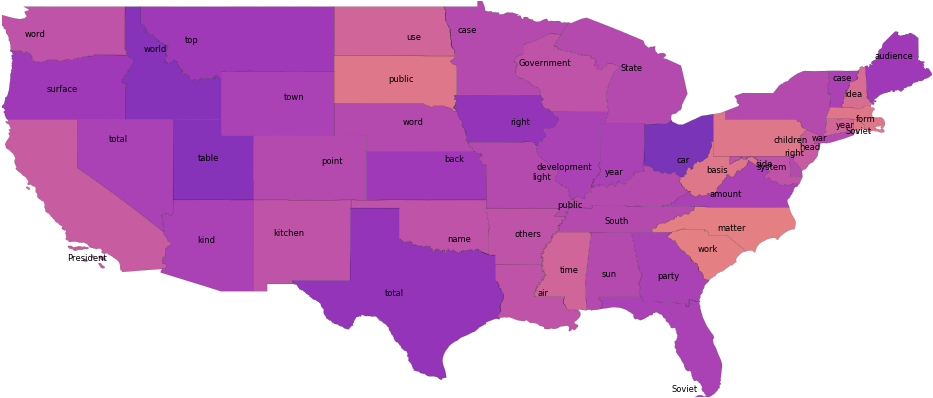 word
world
top
use
case
Government
State
audience
surface
town
public
case
idea
total
word
right
form
year
Soviet
children
war
head
table
point
back
development
light
year
car
right
side
system
basis
amount
public
kind
kitchen
name
others
South
matter
work
President
total
air
time
sun
party
Soviet